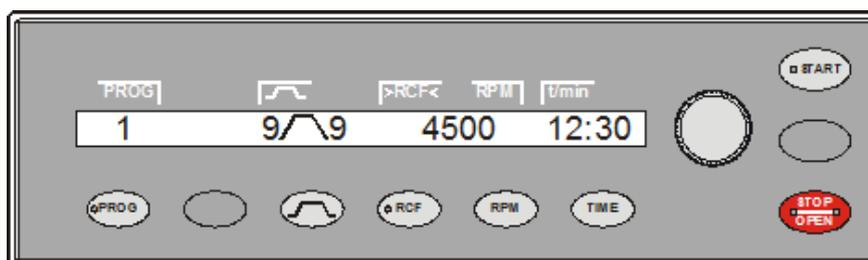 START
PROG >RCF< RPM t/min
1 9 9 4500 12:30
PROG RCF RPM TIME
STOP
OPEN